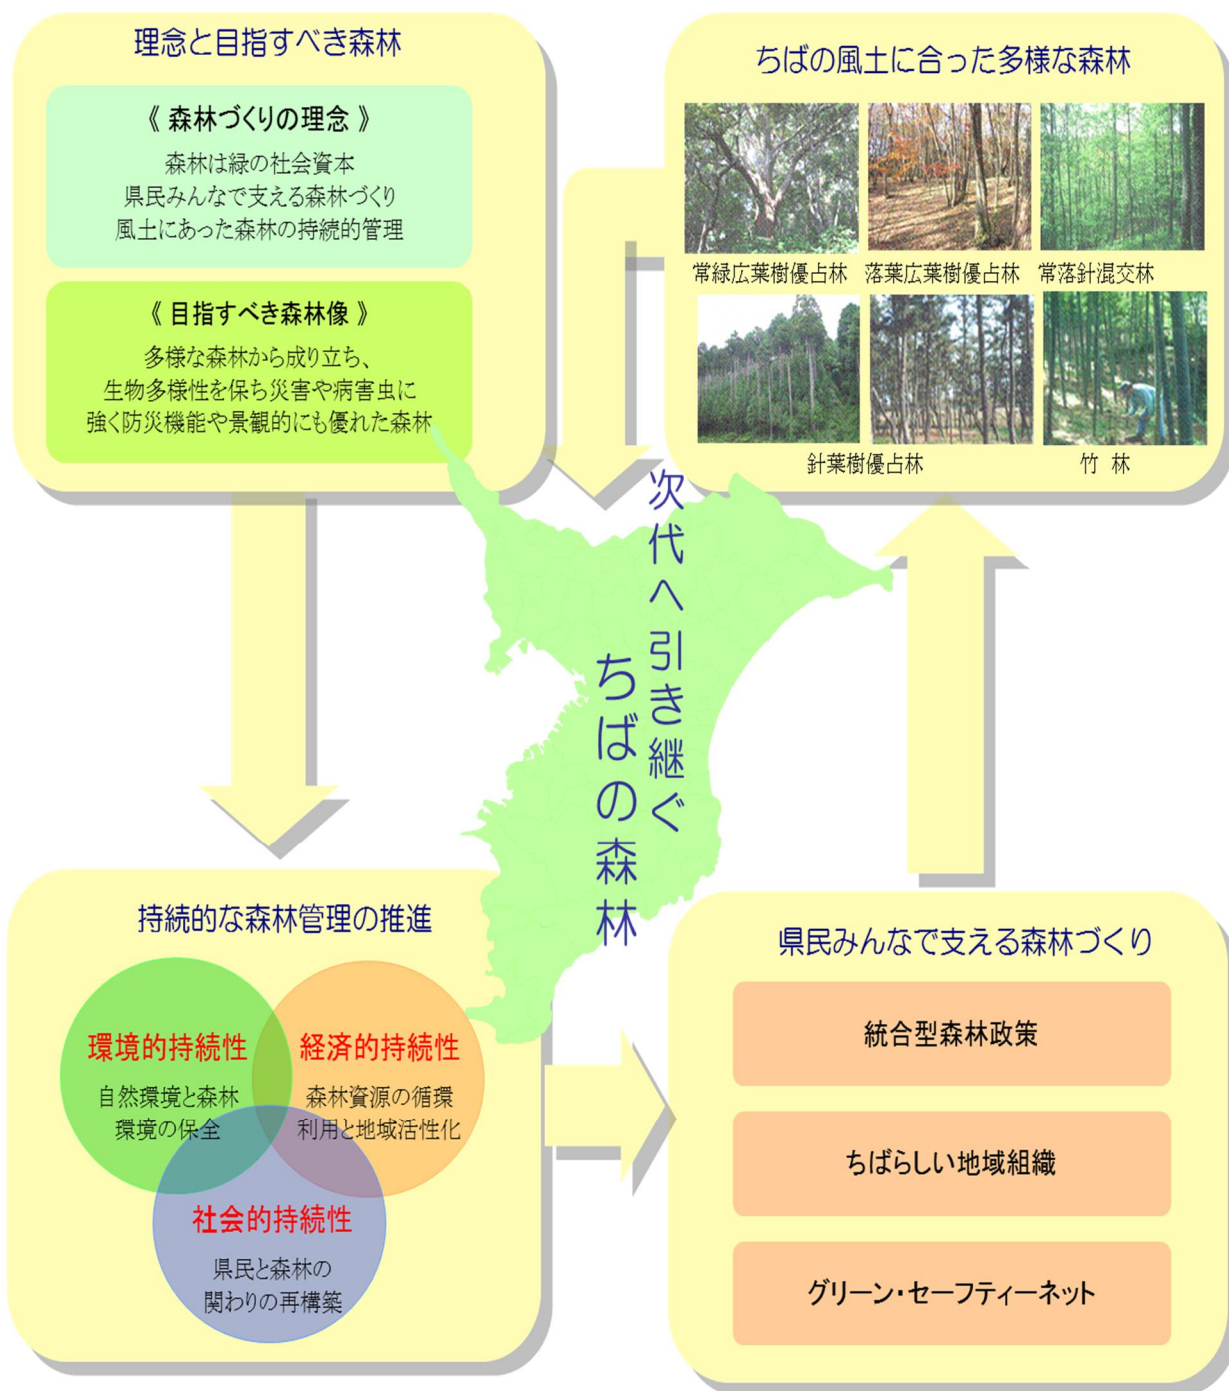 理念と目指すべき森林
《 森林づくりの理念 》
森林は緑の社会資本
県民みんなで支える森林づくり
風土にあった森林の持続的管理
《 目指すべき森林像 》
多様な森林から成り立ち、
生物多様性を保ち災害や病害虫に
強く防災機能や景観的にも優れた森林
ちばの風土に合った多様な森林
常緑広葉樹優占林
落葉広葉樹優占林
常落針混交林
針葉樹優占林
竹 林
次代へ引き継ぐ
ちばの森林
持続的な森林管理の推進
環境的持続性
自然環境と森林
環境の保全
経済的持続性
森林資源の循環
利用と地域活性化
社会的持続性
県民と森林の
関わりの再構築
県民みんなで支える森林づくり
統合型森林政策
ちばらしい地域組織
グリーン・セーフティーネット